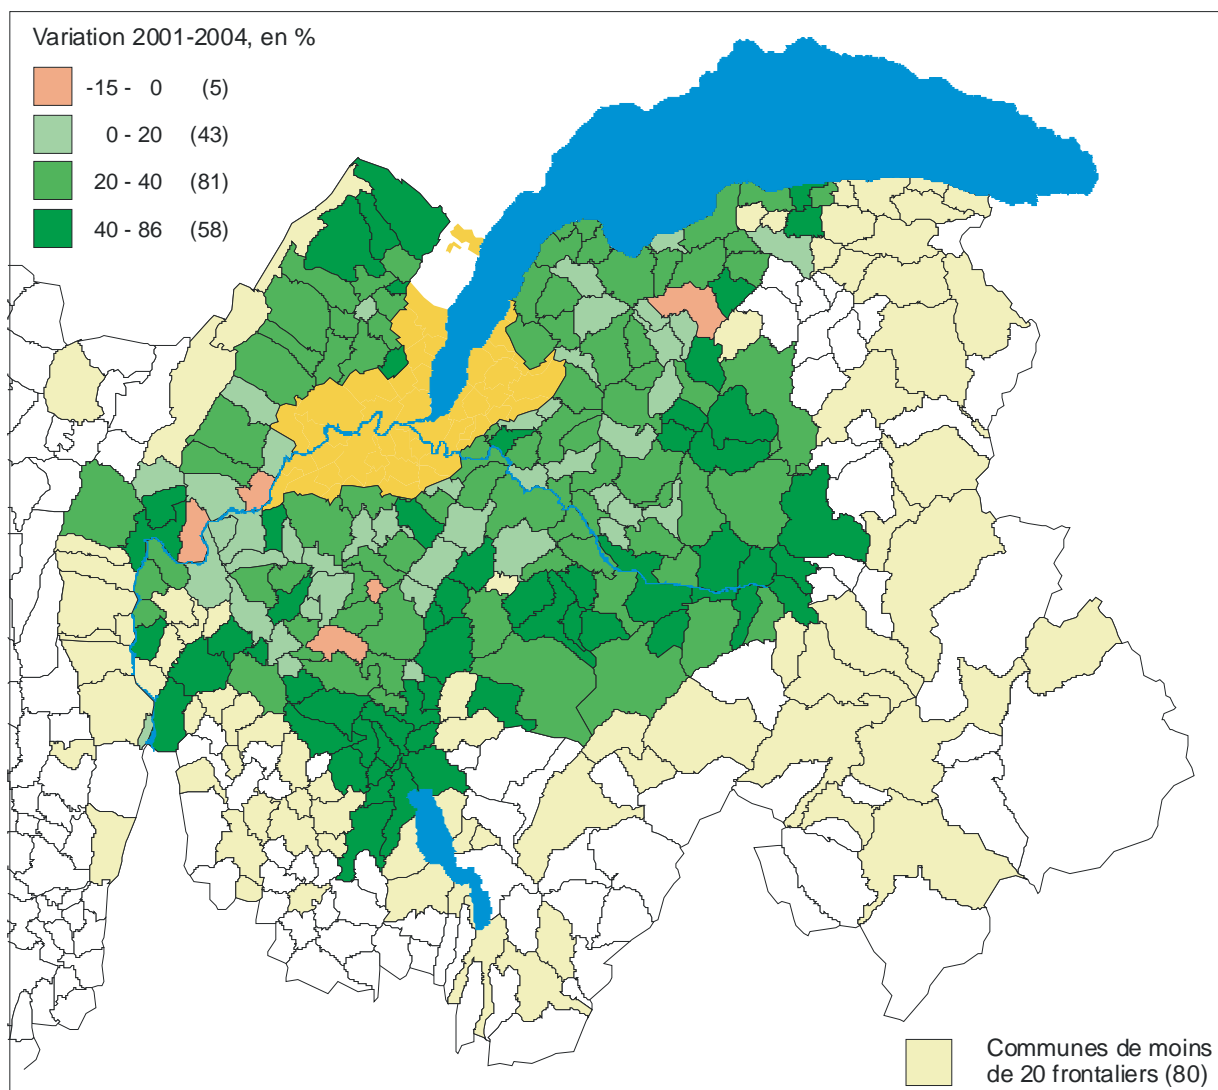 Variation 2001-2004, en %
-15 - 0 (5)
0 - 20 (43)
20 - 40 (81)
40 - 86 (58)
Communes de moins
de 20 frontaliers (80)